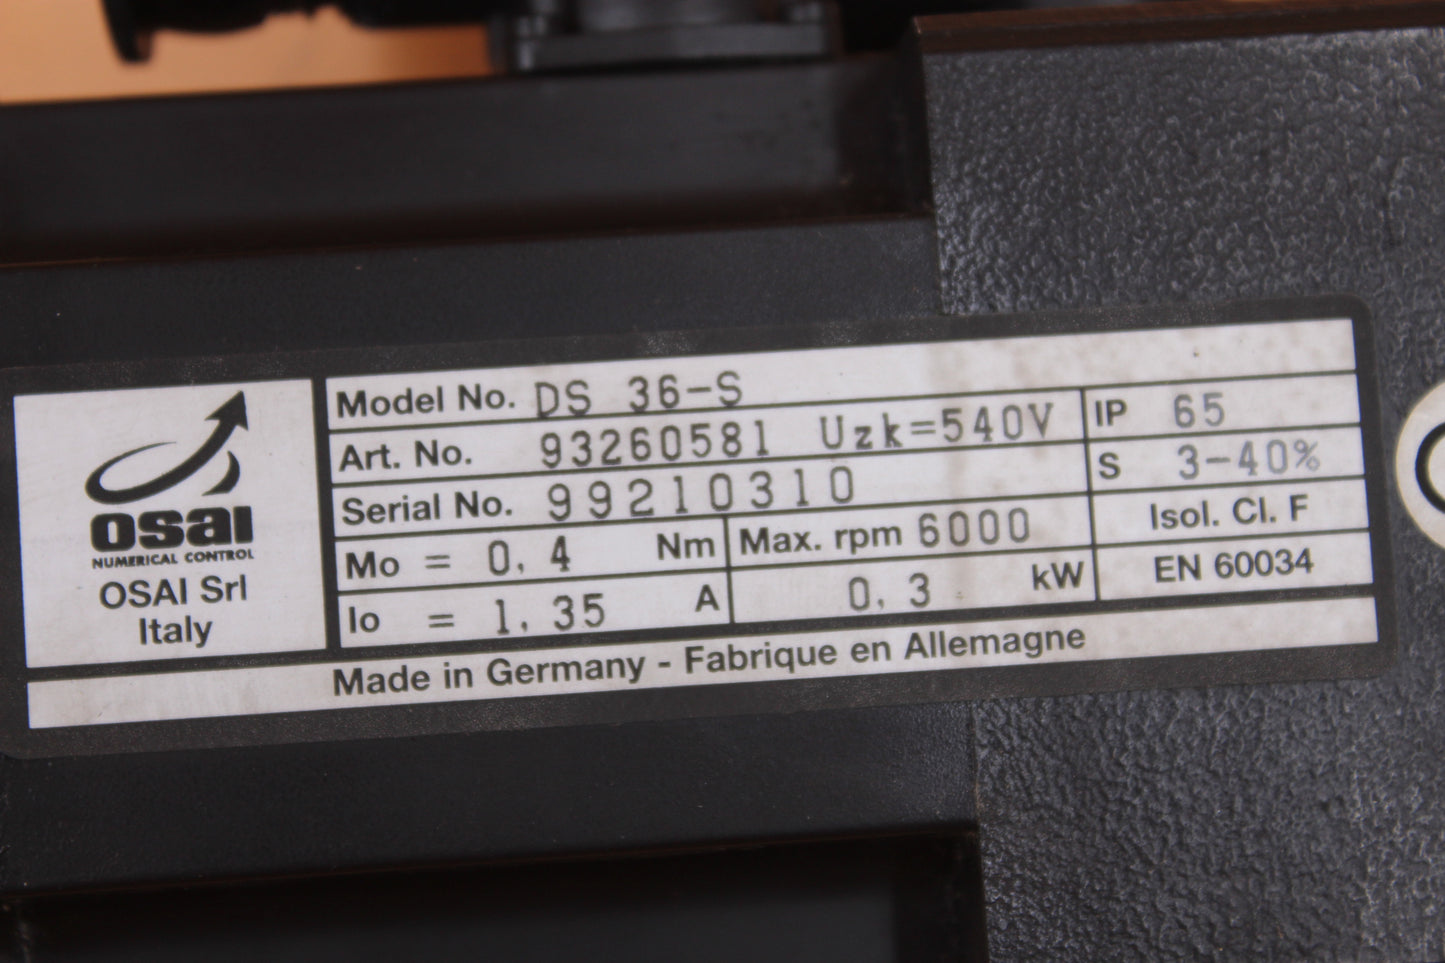 osai
NUMERICAL CONTROL
OSAI Srl
Italy
Model No. DS 36-S
Art. No. 93260581 Uzk=540V
IP 65
Serial No. 99210310
S 3-40%
Mo = 0,4 Nm
Max. rpm 6000
Isol. Cl. F
Io = 1,35 A
0,3 kW
EN 60034
Made in Germany - Fabrique en Allemagne